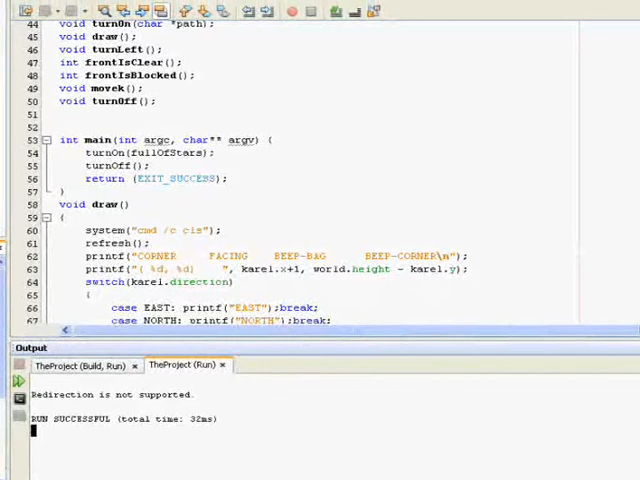 44 void turnOn(char *path);
45 void draw();
46 void turnLeft();
47 int frontIsClear();
48 int frontIsBlocked();
49 void movek();
50 void turnOff();
51
52
53 int main(int argc, char** argv) {
54 turnOn(fullOfStars);
55 turnOff();
56 return (EXIT_SUCCESS);
57 }
58 void draw()
59 {
60 system("cmd /c cls");
61 refresh();
62 printf("CORNER FACING BEEP-BAG BEEP-CORNER\n");
63 printf("( %d, %d) ", karel.x+1, world.height - karel.y);
64 switch(karel.direction)
65 {
66 case EAST: printf("EAST");break;
67 case NORTH: printf("NORTH");break;
Output
TheProject (Build, Run) × TheProject (Run) ×
Redirection is not supported.
RUN SUCCESSFUL (total time: 32ms)